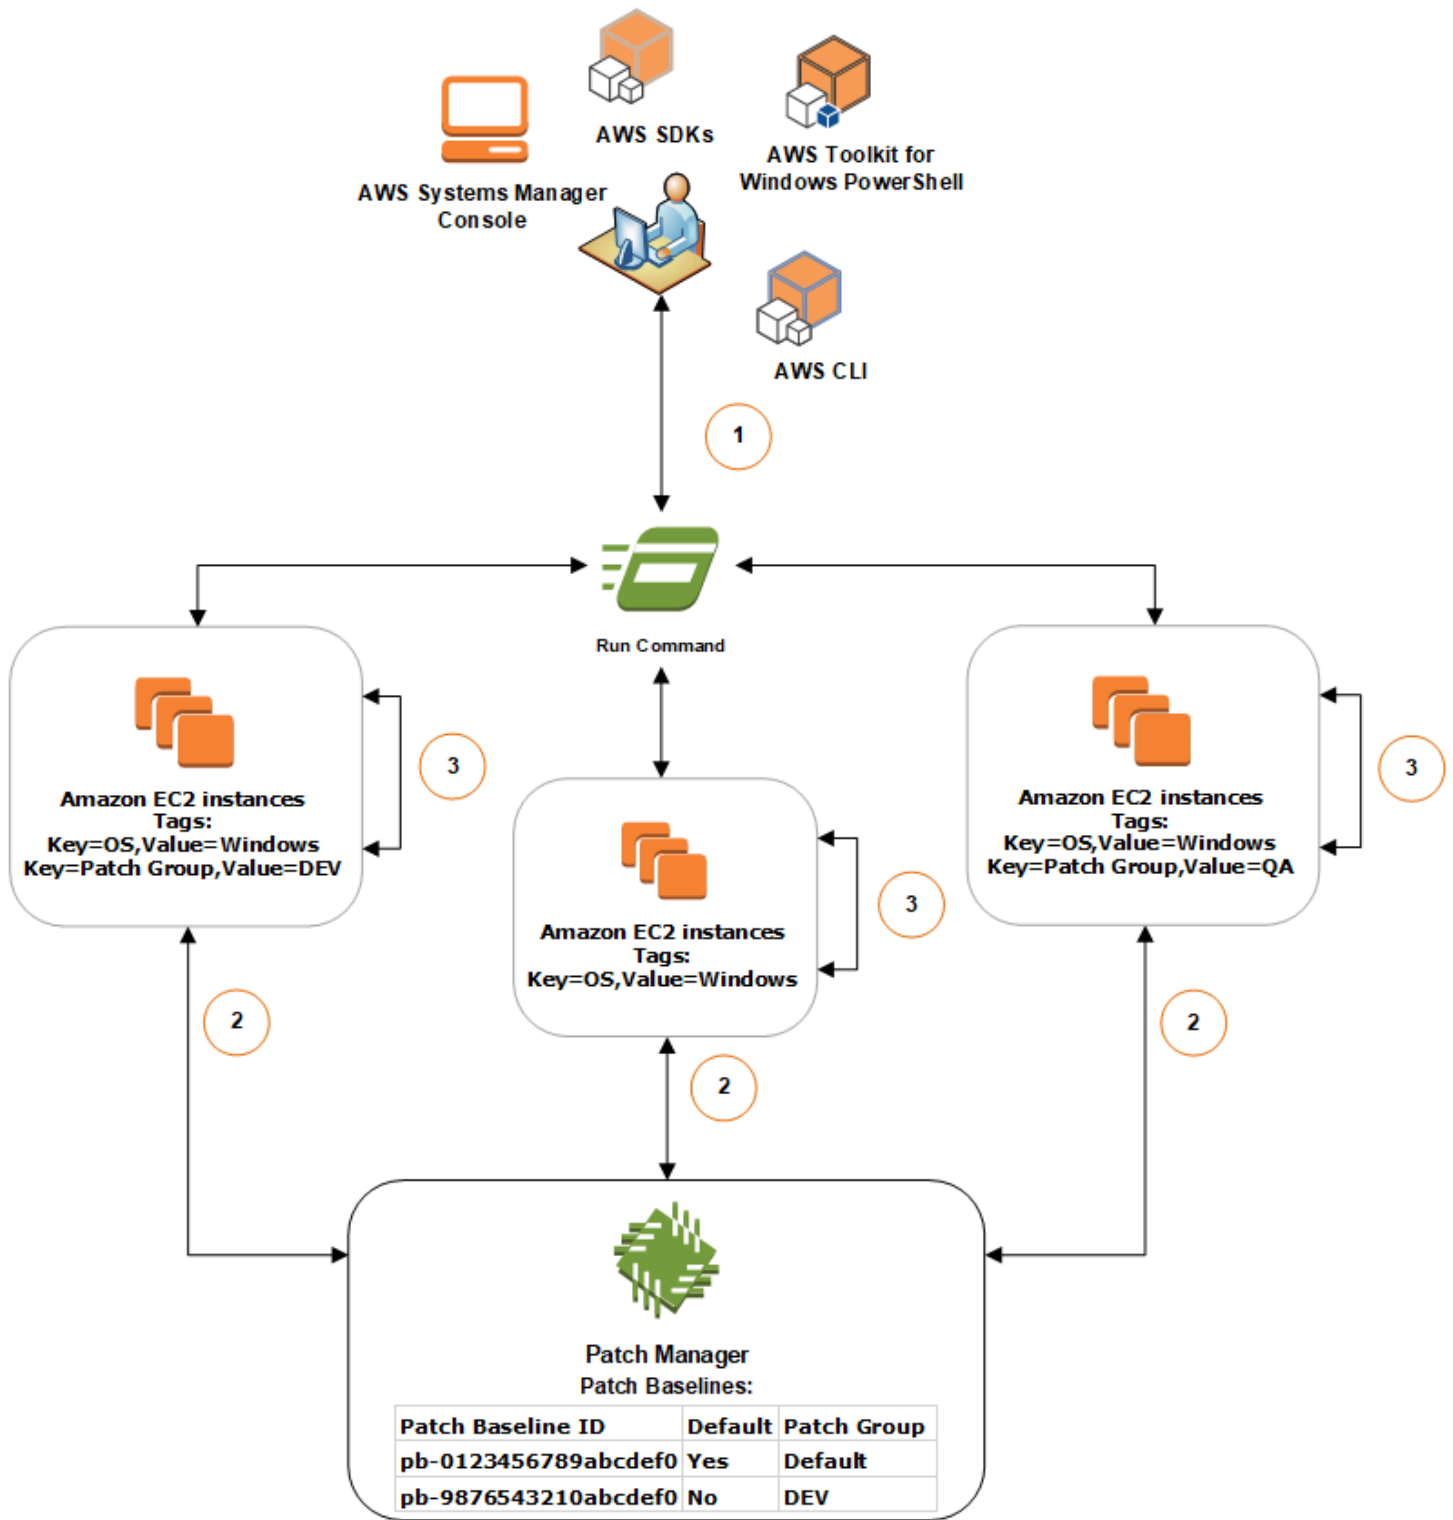 AWS SDKs
AWS Toolkit for
Windows PowerShell
AWS Systems Manager
Console
AWS CLI
1
Run Command
Amazon EC2 instances
Tags:
Key=OS,Value=Windows
Key=Patch Group,Value=DEV
3
Amazon EC2 instances
Tags:
Key=OS,Value=Windows
3
Amazon EC2 instances
Tags:
Key=OS,Value=Windows
Key=Patch Group,Value=QA
3
2
2
2
Patch Manager
Patch Baselines:
Patch Baseline ID Default Patch Group
pb-0123456789abcdef0 Yes Default
pb-9876543210abcdef0 No DEV